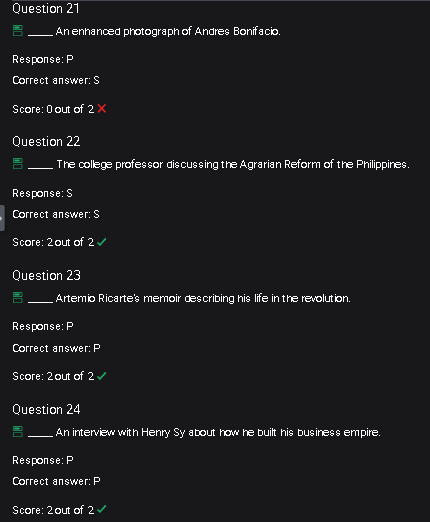 Question 21
_____ An enhanced photograph of Andres Bonifacio.
Response: P
Correct answer: S
Score: 0 out of 2
Question 22
_____ The college professor discussing the Agrarian Reform of the Philippines.
Response: S
Correct answer: S
Score: 2 out of 2
Question 23
_____ Artemio Ricarte's memoir describing his life in the revolution.
Response: P
Correct answer: P
Score: 2 out of 2
Question 24
_____ An interview with Henry Sy about how he built his business empire.
Response: P
Correct answer: P
Score: 2 out of 2